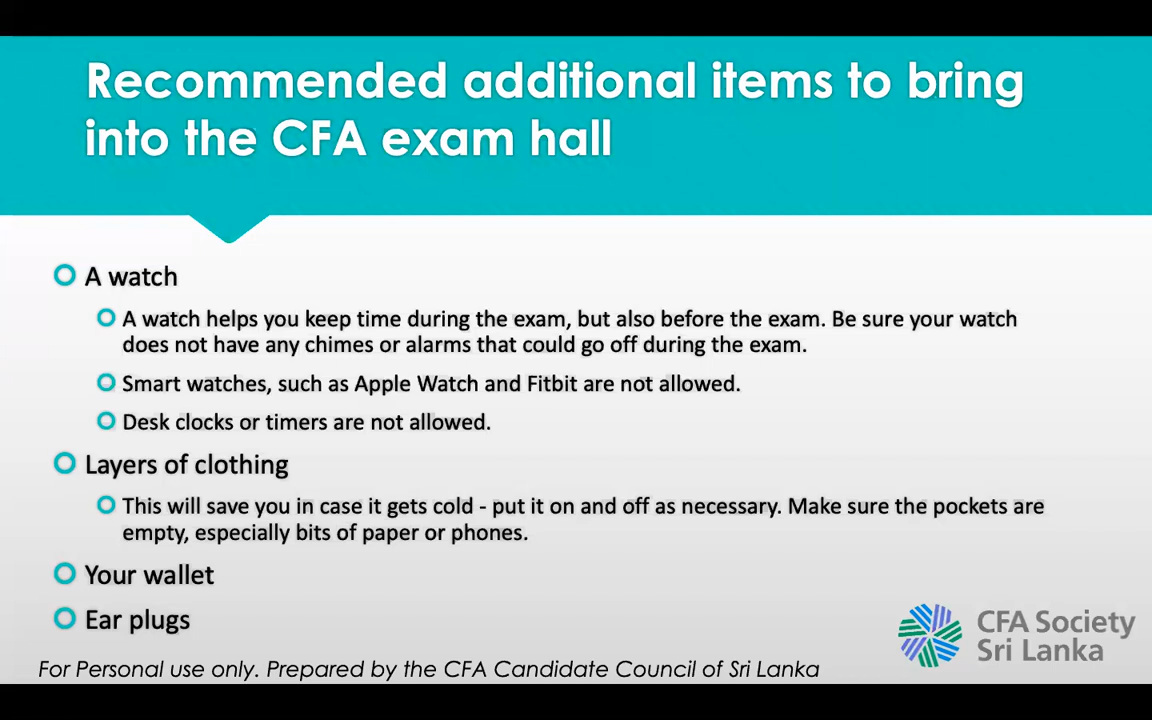 Recommended additional items to bring
into the CFA exam hall
A watch
A watch helps you keep time during the exam, but also before the exam. Be sure your watch
does not have any chimes or alarms that could go off during the exam.
Smart watches, such as Apple Watch and Fitbit are not allowed.
Desk clocks or timers are not allowed.
Layers of clothing
This will save you in case it gets cold - put it on and off as necessary. Make sure the pockets are
empty, especially bits of paper or phones.
Your wallet
Ear plugs
CFA Society
Sri Lanka
For Personal use only. Prepared by the CFA Candidate Council of Sri Lanka